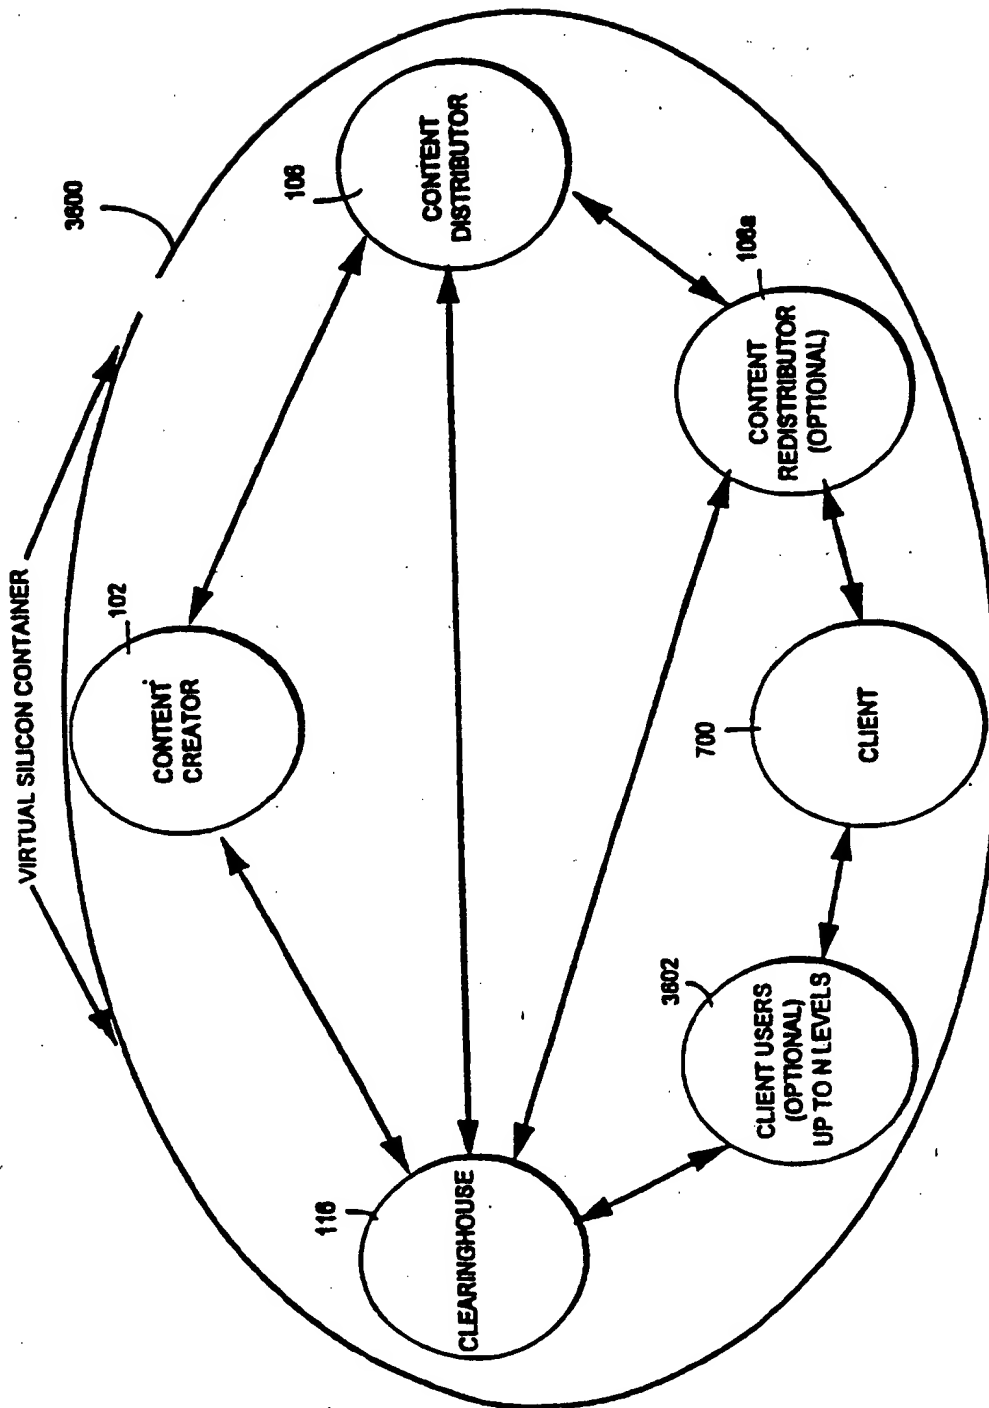 VIRTUAL SILICON CONTAINER
3600
102
CONTENT
CREATOR
106
CONTENT
DISTRIBUTOR
116
CLEARINGHOUSE
106a
CONTENT
REDISTRIBUTOR
(OPTIONAL)
3602
CLIENT USERS
(OPTIONAL)
UP TO N LEVELS
700
CLIENT